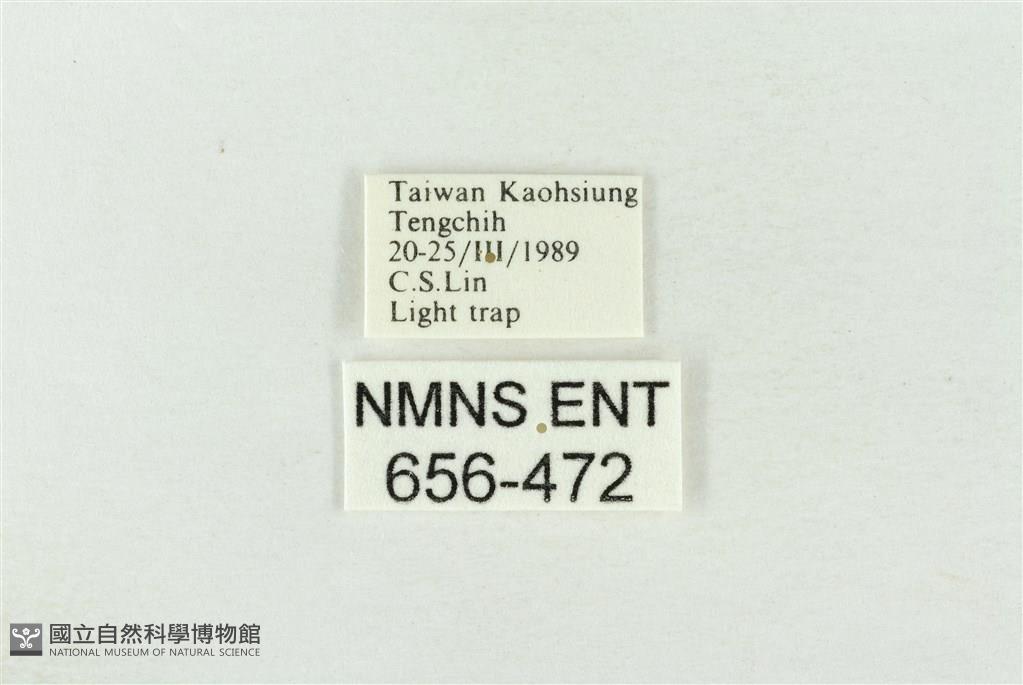 Taiwan Kaohsiung
Tengchih
20-25/III/1989
C.S.Lin
Light trap
NMNS ENT
656-472
國立自然科學博物館
NATIONAL MUSEUM OF NATURAL SCIENCE